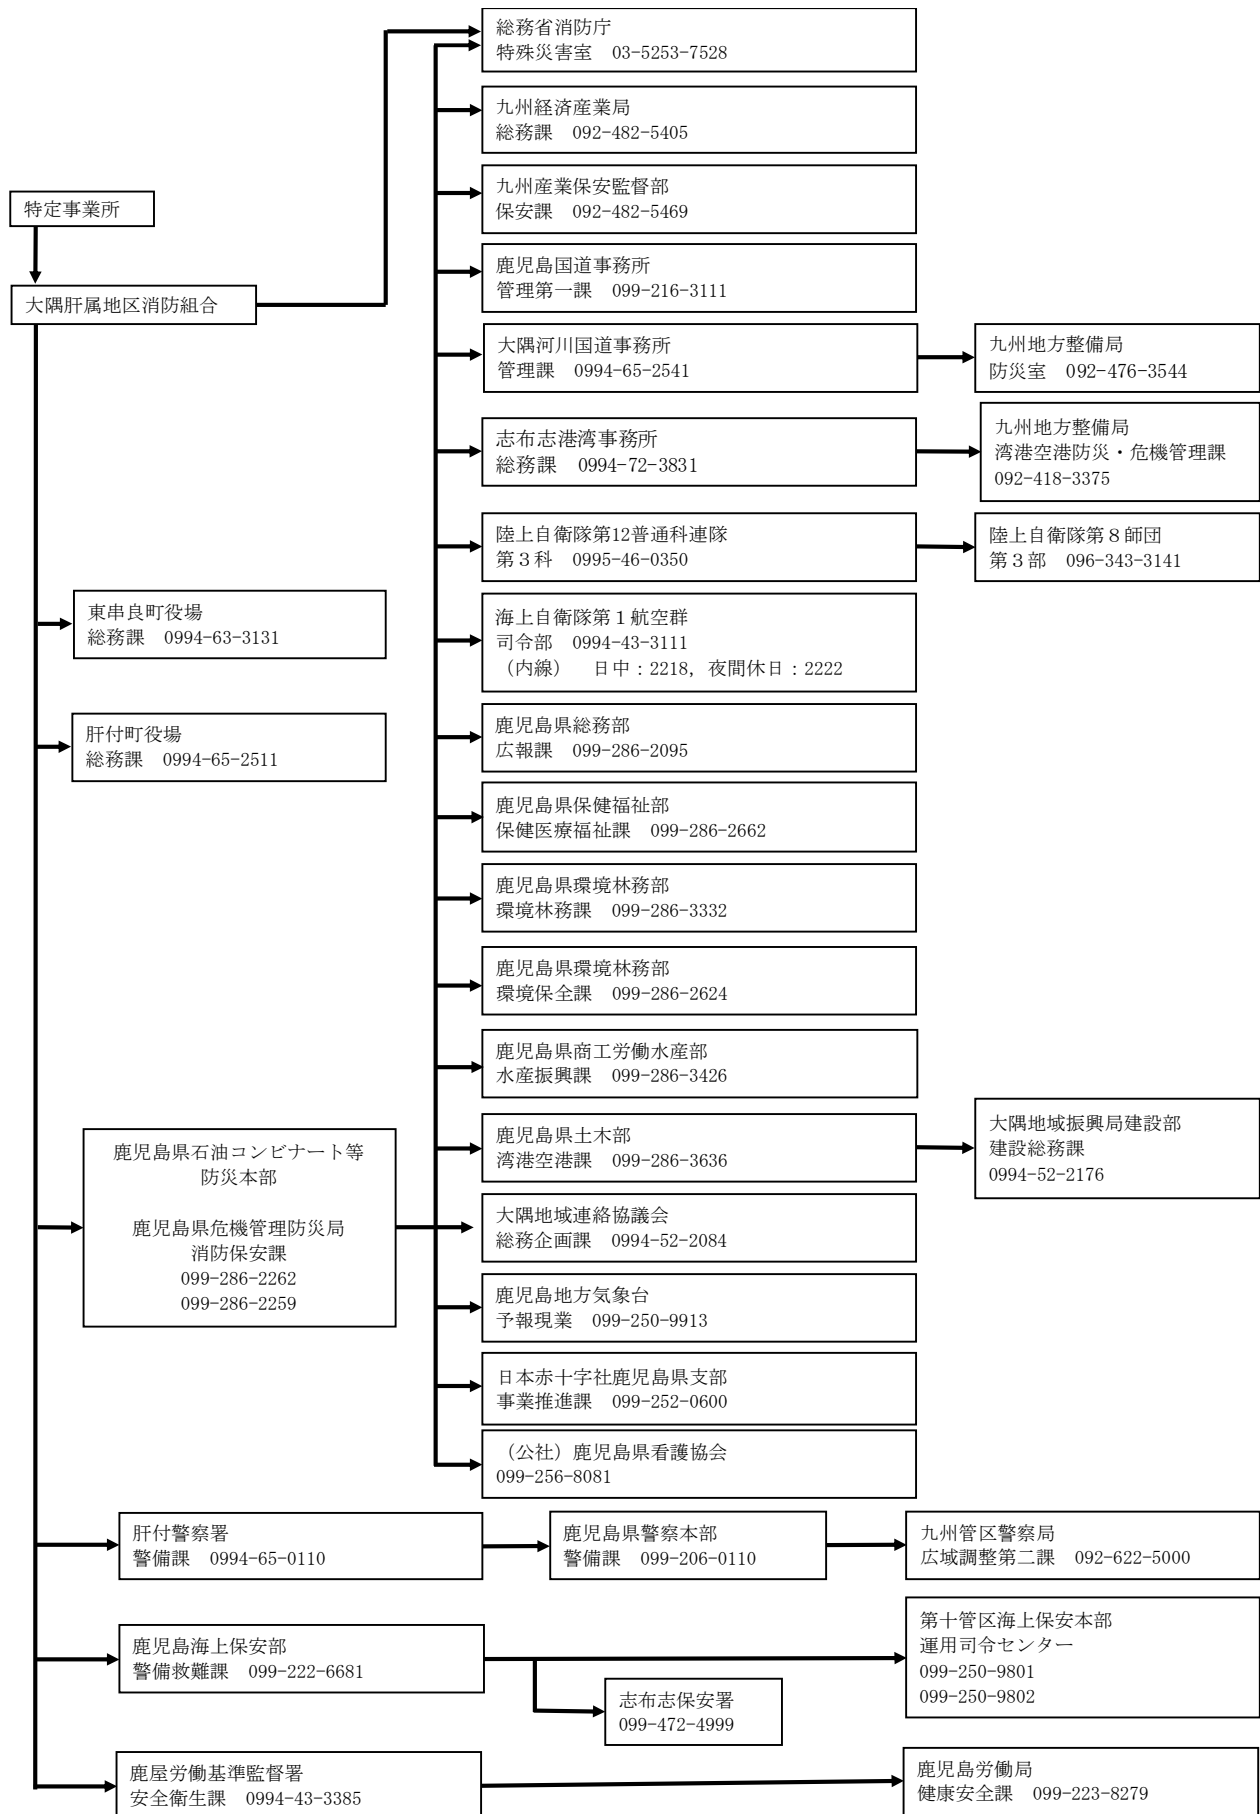 総務省消防庁
特殊災害室　03-5253-7528
九州経済産業局
総務課　092-482-5405
九州産業保安監督部
保安課　092-482-5469
特定事業所
鹿児島国道事務所
管理第一課　099-216-3111
大隅肝属地区消防組合
大隅河川国道事務所
管理課　0994-65-2541
九州地方整備局
防災室　092-476-3544
志布志港湾事務所
総務課　0994-72-3831
九州地方整備局
湾港空港防災・危機管理課
092-418-3375
陸上自衛隊第12普通科連隊
第３科　0995-46-0350
陸上自衛隊第８師団
第３部　096-343-3141
東串良町役場
総務課　0994-63-3131
海上自衛隊第１航空群
司令部　0994-43-3111
（内線）　日中：2218，夜間休日：2222
肝付町役場
総務課　0994-65-2511
鹿児島県総務部
広報課　099-286-2095
鹿児島県保健福祉部
保健医療福祉課　099-286-2662
鹿児島県環境林務部
環境林務課　099-286-3332
鹿児島県環境林務部
環境保全課　099-286-2624
鹿児島県商工労働水産部
水産振興課　099-286-3426
鹿児島県土木部
湾港空港課　099-286-3636
大隅地域振興局建設部
建設総務課
0994-52-2176
鹿児島県石油コンビナート等
防災本部
鹿児島県危機管理防災局
消防保安課
099-286-2262
099-286-2259
大隅地域連絡協議会
総務企画課　0994-52-2084
鹿児島地方気象台
予報現業　099-250-9913
日本赤十字社鹿児島県支部
事業推進課　099-252-0600
（公社）鹿児島県看護協会
099-256-8081
肝付警察署
警備課　0994-65-0110
鹿児島県警察本部
警備課　099-206-0110
九州管区警察局
広域調整第二課　092-622-5000
鹿児島海上保安部
警備救難課　099-222-6681
第十管区海上保安本部
運用司令センター
099-250-9801
099-250-9802
志布志保安署
099-472-4999
鹿屋労働基準監督署
安全衛生課　0994-43-3385
鹿児島労働局
健康安全課　099-223-8279